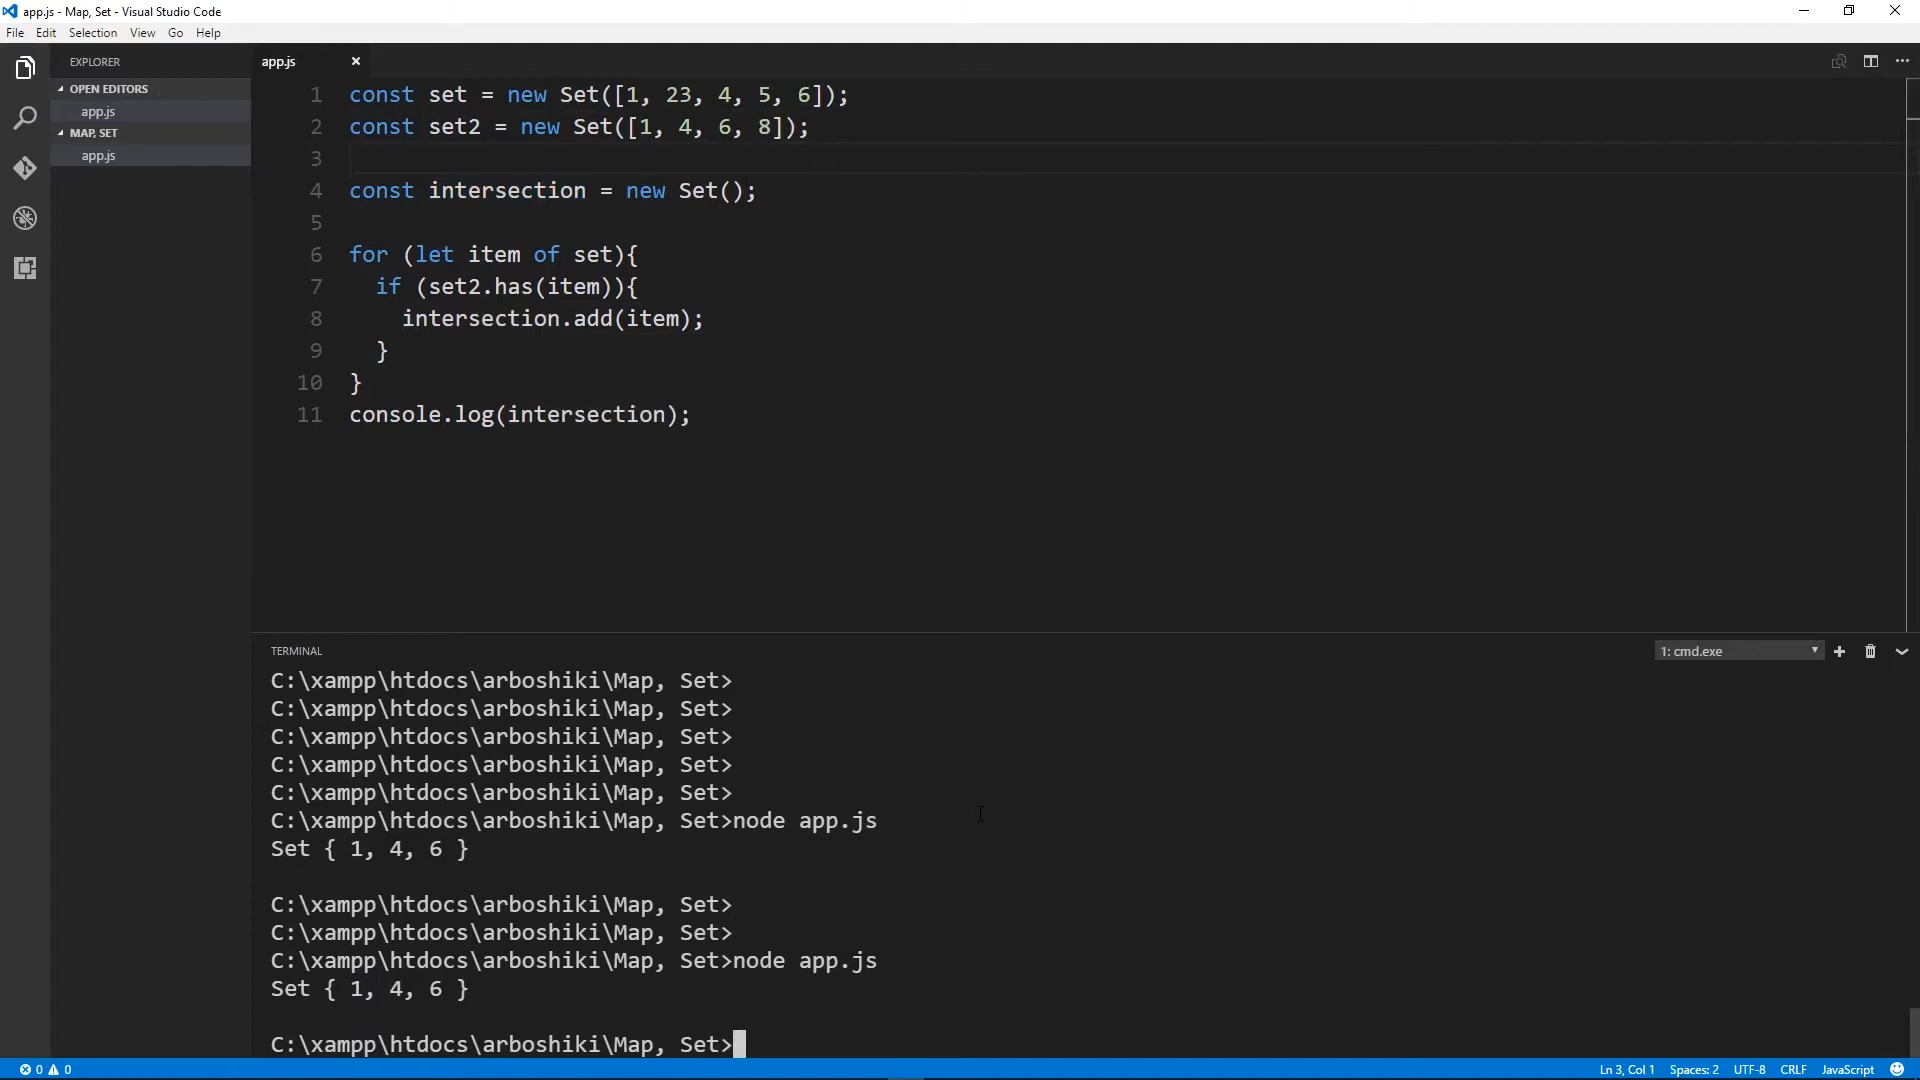 app.js - Map, Set - Visual Studio Code
File Edit Selection View Go Help
EXPLORER
OPEN EDITORS
app.js
MAP, SET
app.js
app.js
1 const set = new Set([1, 23, 4, 5, 6]);
2 const set2 = new Set([1, 4, 6, 8]);
3
4 const intersection = new Set();
5
6 for (let item of set){
7   if (set2.has(item)){
8     intersection.add(item);
9   }
10 }
11 console.log(intersection);
TERMINAL
1: cmd.exe
C:\xampp\htdocs\arboshiki\Map, Set>
C:\xampp\htdocs\arboshiki\Map, Set>
C:\xampp\htdocs\arboshiki\Map, Set>
C:\xampp\htdocs\arboshiki\Map, Set>
C:\xampp\htdocs\arboshiki\Map, Set>
C:\xampp\htdocs\arboshiki\Map, Set>node app.js
Set { 1, 4, 6 }
C:\xampp\htdocs\arboshiki\Map, Set>
C:\xampp\htdocs\arboshiki\Map, Set>
C:\xampp\htdocs\arboshiki\Map, Set>node app.js
Set { 1, 4, 6 }
C:\xampp\htdocs\arboshiki\Map, Set>
0 0 Ln 3, Col 1 Spaces: 2 UTF-8 CRLF JavaScript